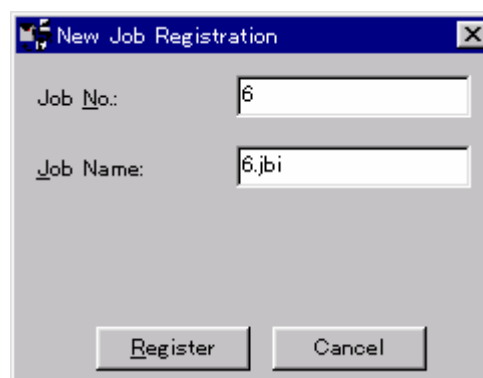 New Job Registration
Job No.: 6
Job Name: 6.jbi
Register Cancel